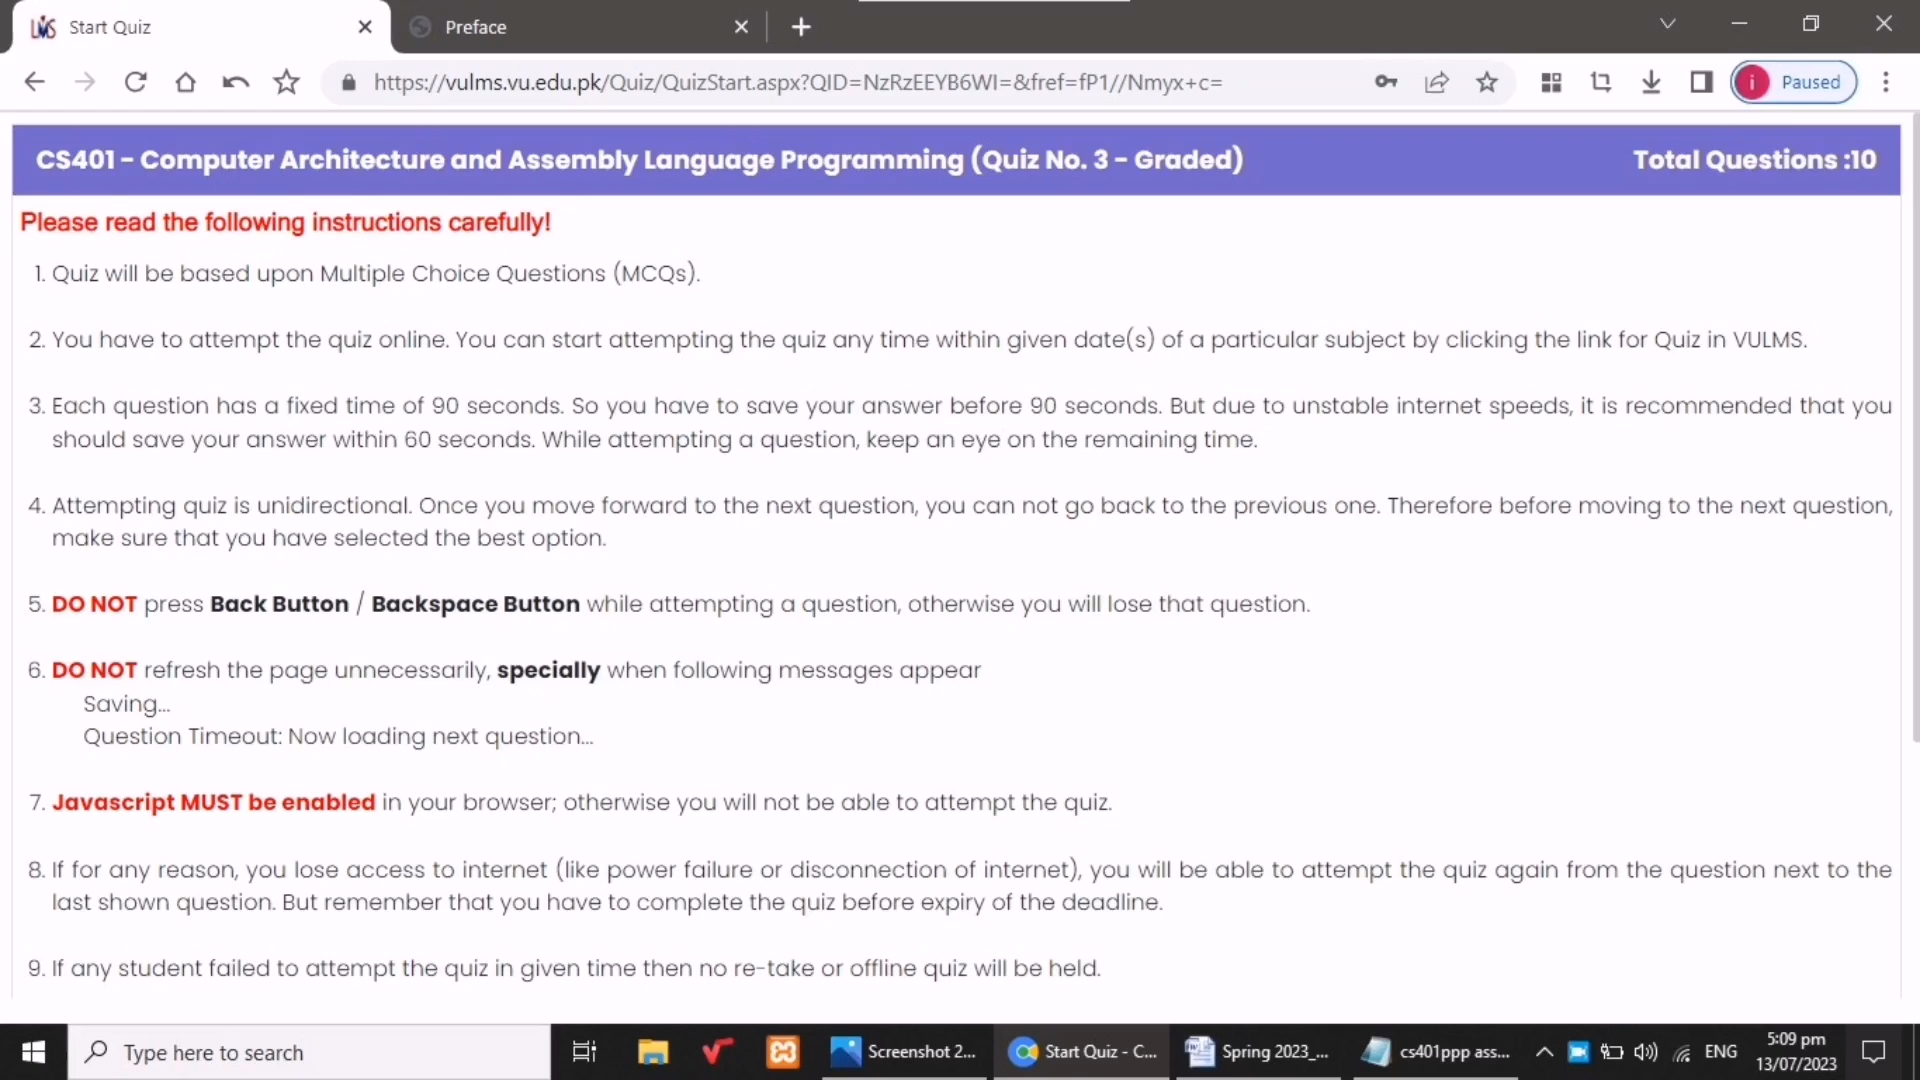 Start Quiz
Preface
https://vulms.vu.edu.pk/Quiz/QuizStart.aspx?QID=NzRzEEYB6WI=&fref=fP1//Nmyx+c=
i Paused
CS401 - Computer Architecture and Assembly Language Programming (Quiz No. 3 - Graded)
Total Questions :10
Please read the following instructions carefully!
1. Quiz will be based upon Multiple Choice Questions (MCQs).
2. You have to attempt the quiz online. You can start attempting the quiz any time within given date(s) of a particular subject by clicking the link for Quiz in VULMS.
3. Each question has a fixed time of 90 seconds. So you have to save your answer before 90 seconds. But due to unstable internet speeds, it is recommended that you
should save your answer within 60 seconds. While attempting a question, keep an eye on the remaining time.
4. Attempting quiz is unidirectional. Once you move forward to the next question, you can not go back to the previous one. Therefore before moving to the next question,
make sure that you have selected the best option.
5. DO NOT press Back Button / Backspace Button while attempting a question, otherwise you will lose that question.
6. DO NOT refresh the page unnecessarily, specially when following messages appear
Saving...
Question Timeout: Now loading next question...
7. Javascript MUST be enabled in your browser; otherwise you will not be able to attempt the quiz.
8. If for any reason, you lose access to internet (like power failure or disconnection of internet), you will be able to attempt the quiz again from the question next to the
last shown question. But remember that you have to complete the quiz before expiry of the deadline.
9. If any student failed to attempt the quiz in given time then no re-take or offline quiz will be held.
Type here to search
Screenshot 2...
Start Quiz - C...
Spring 2023_...
cs401ppp ass...
ENG
5:09 pm
13/07/2023